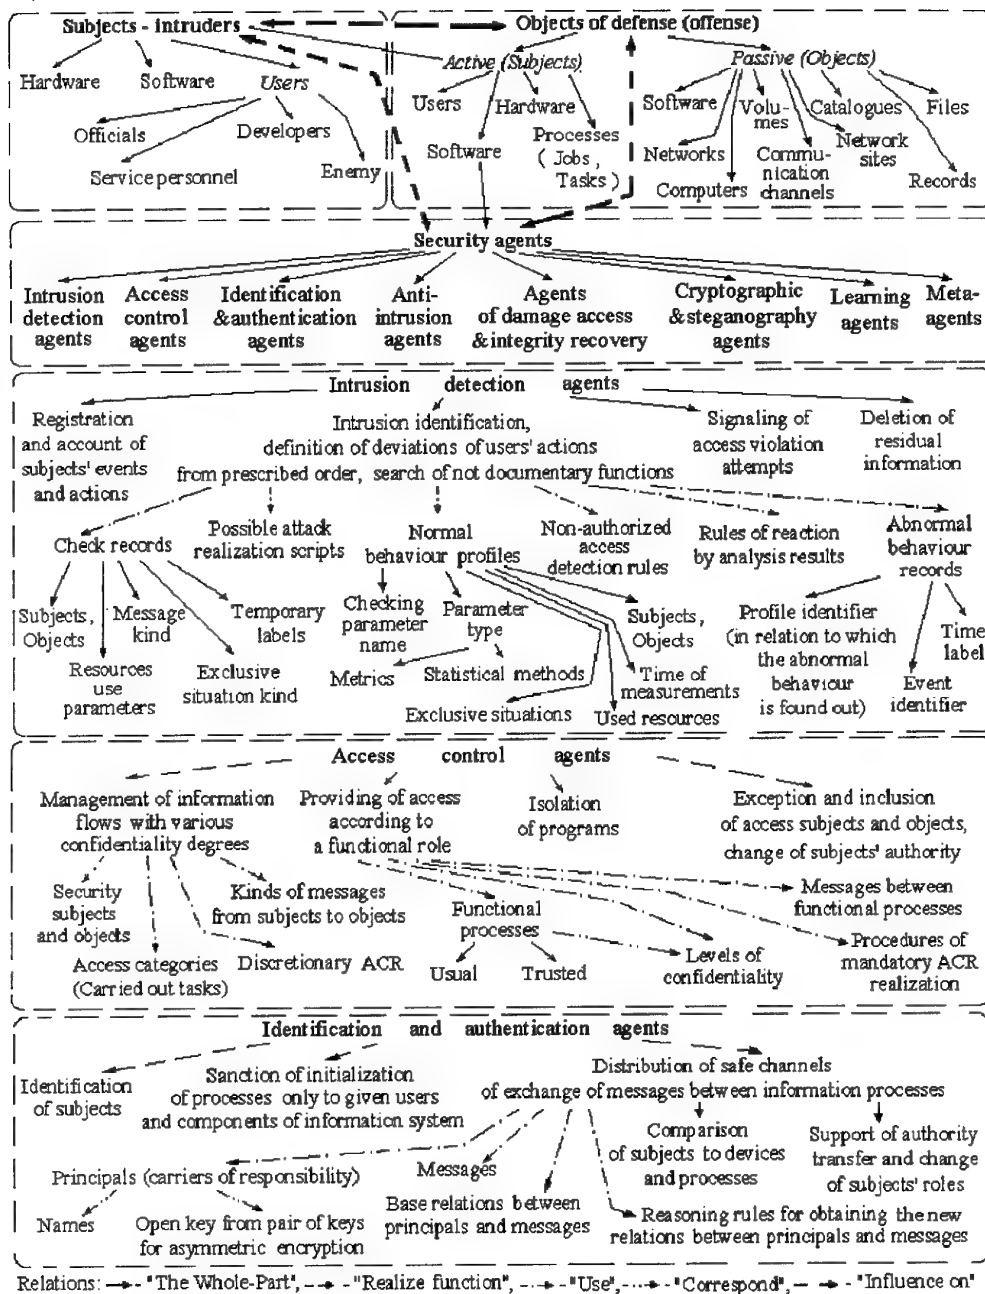 Subjects - intruders
Objects of defense (offense)
Hardware
Software
Users
Officials
Developers
Service personnel
Enemy
Active (Subjects)
Users
Hardware
Software
Processes
( Jobs,
Tasks )
Passive (Objects)
Software
Volu-
mes
Catalogues
Files
Networks
Commu-
nication
channels
Network
sites
Computers
Records
Security agents
Intrusion
detection
agents
Access
control
agents
Identification
& authentication
agents
Anti-
intrusion
agents
Agents
of damage access
& integrity recovery
Cryptographic
& steganography
agents
Learning
agents
Meta-
agents
Intrusion detection agents
Registration
and account of
subjects' events
and actions
Intrusion identification,
definition of deviations of users' actions
from prescribed order, search of not documentary functions
Signaling of
access violation
attempts
Deletion of
residual
information
Check records
Possible attack
realization scripts
Normal
behaviour profiles
Non-authorized
access
detection rules
Rules of reaction
by analysis results
Abnormal
behaviour
records
Subjects,
Objects
Message
kind
Temporary
labels
Resources
use
parameters
Exclusive
situation kind
Checking
parameter
name
Parameter
type
Subjects,
Objects
Metrics
Statistical methods
Time of
measurements
Exclusive situations
Used resources
Profile identifier
(in relation to which
the abnormal
behaviour
is found out)
Time
label
Event
identifier
Access control agents
Management of information
flows with various
confidentiality degrees
Providing of access
according to
a functional role
Isolation
of programs
Exception and inclusion
of access subjects and objects,
change of subjects' authority
Security
subjects
and objects
Kinds of messages
from subjects to objects
Access categories
(Carried out tasks)
Discretionary ACR
Functional
processes
Usual
Trusted
Levels of
confidentiality
Messages between
functional processes
Procedures of
mandatory ACR
realization
Identification and authentication agents
Identification
of subjects
Sanction of initialization
of processes only to given users
and components of information system
Distribution of safe channels
of exchange of messages between information processes
Comparison
of subjects to devices
and processes
Support of authority
transfer and change
of subjects' roles
Principals (carriers of responsibility)
Messages
Names
Open key from pair of keys
for asymmetric encryption
Base relations between
principals and messages
Reasoning rules for obtaining the new
relations between principals and messages
Relations: - "The Whole-Part", - "Realize function", - "Use", - "Correspond", - "Influence on"